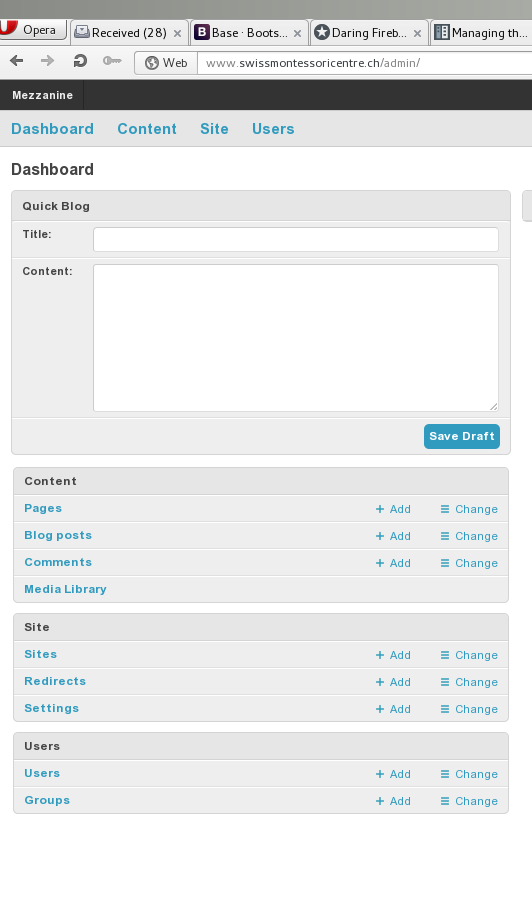 Opera
Received (28)
Base · Boots...
Daring Fireb...
Managing th...
Web www.swissmontessoricentre.ch/admin/
Mezzanine
Dashboard Content Site Users
Dashboard
Quick Blog
Title:
Content:
Save Draft
Content
Pages Add Change
Blog posts Add Change
Comments Add Change
Media Library
Site
Sites Add Change
Redirects Add Change
Settings Add Change
Users
Users Add Change
Groups Add Change